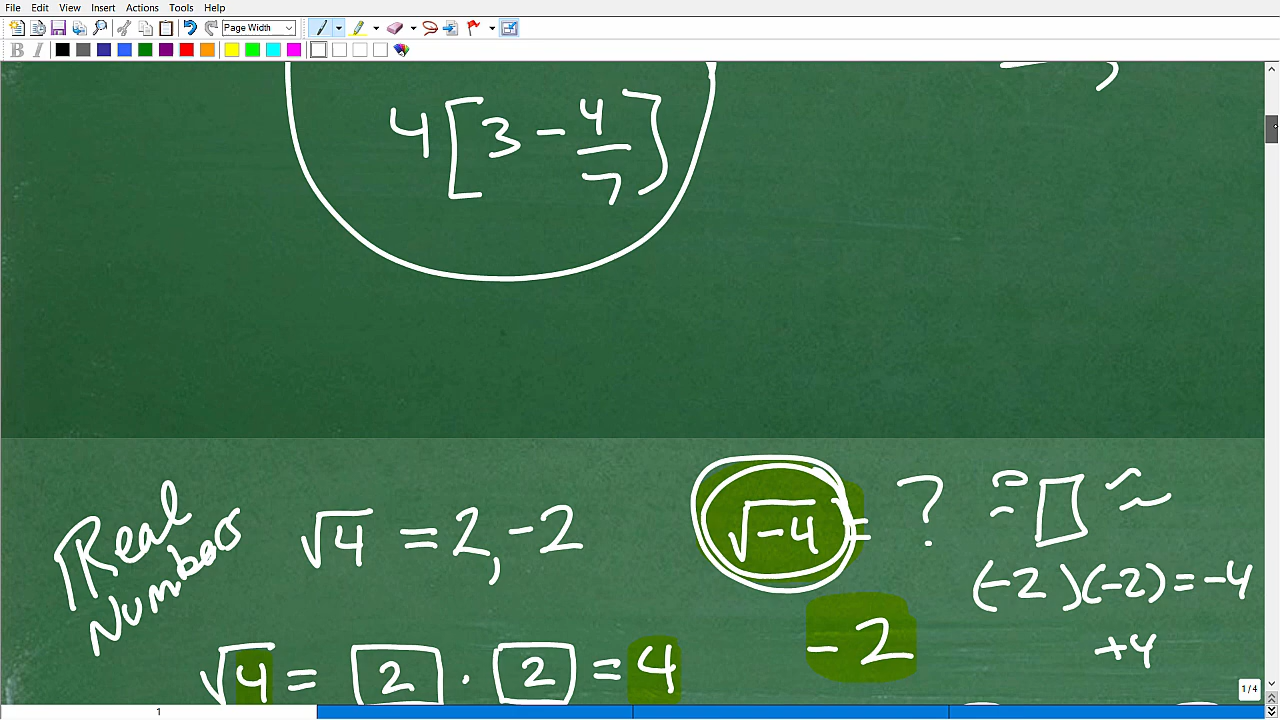 File Edit View Insert Actions Tools Help
Page Width
B I
4[3 - 4/7]
Real Numbers
√4 = 2, -2
√-4 = ?
(-2)(-2) = -4
+4
-2
√4 = 2 · 2 = 4
1/4
1